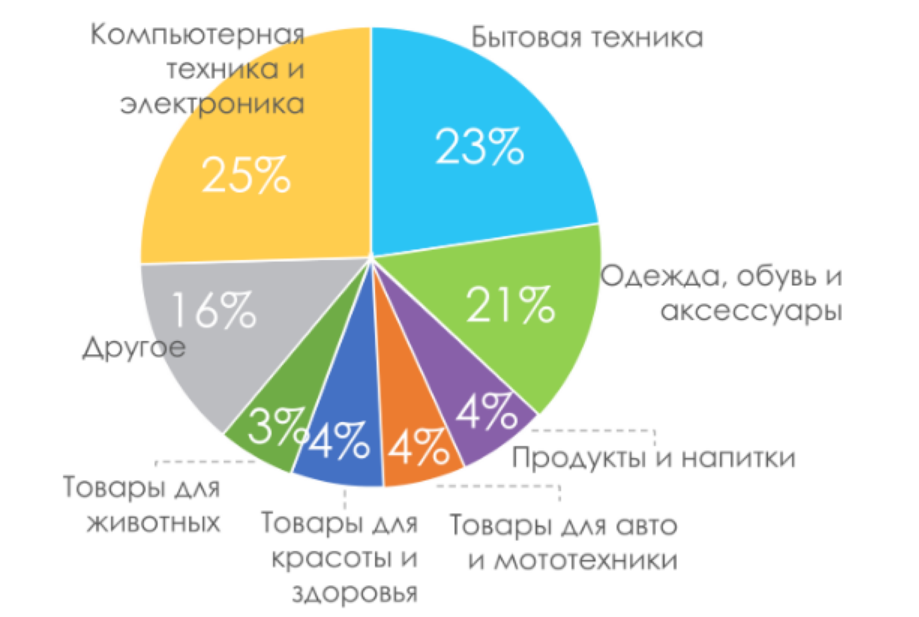 Компьютерная
техника и
электроника
25%
Бытовая техника
23%
Одежда, обувь и
аксессуары
21%
Продукты и напитки
4%
Товары для авто
и мототехники
4%
Товары для
красоты и
здоровья
4%
Товары для
животных
3%
Другое
16%